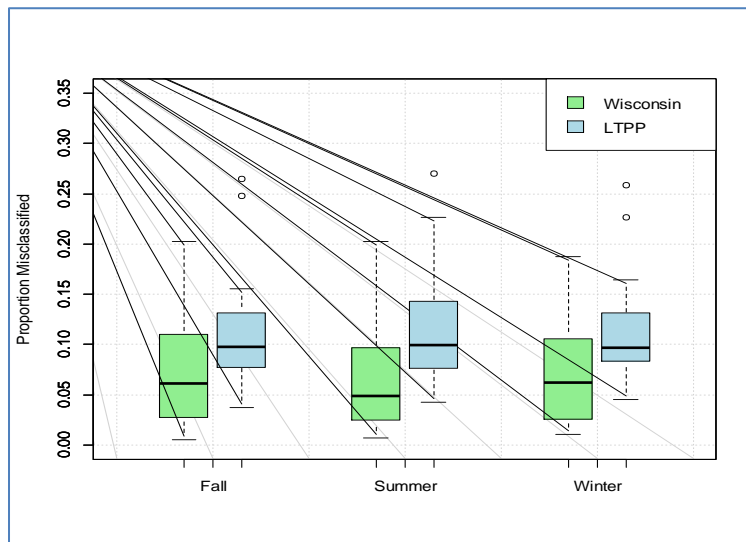 Proportion Misclassified
0.35
0.30
0.25
0.20
0.15
0.10
0.05
0.00
Wisconsin
LTPP
Fall
Summer
Winter